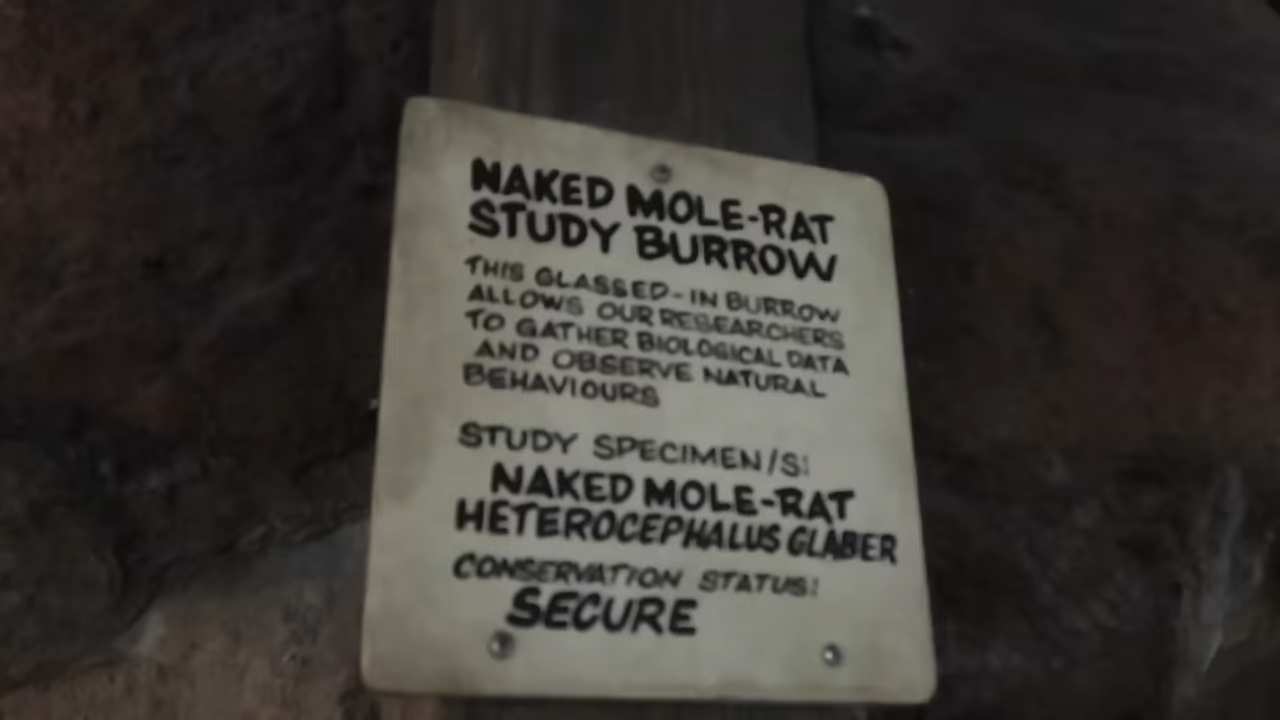 NAKED MOLE-RAT
STUDY BURROW
THIS GLASSED-IN BURROW
ALLOWS OUR RESEARCHERS
TO GATHER BIOLOGICAL DATA
AND OBSERVE NATURAL
BEHAVIOURS
STUDY SPECIMEN/S:
NAKED MOLE-RAT
HETEROCEPHALUS GLABER
CONSERVATION STATUS:
SECURE